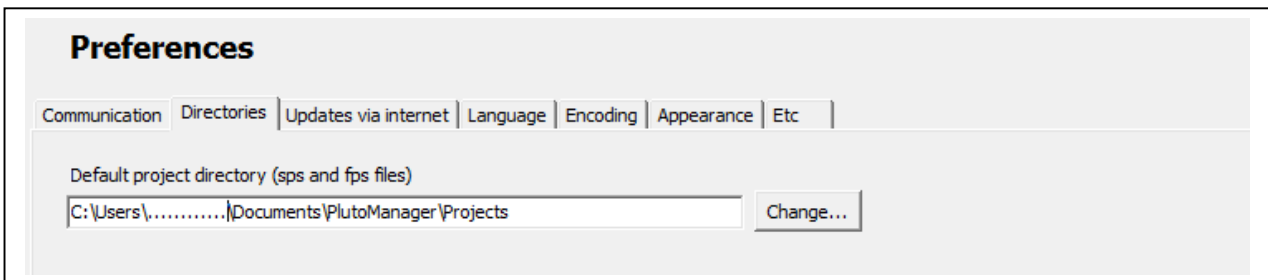 Preferences
Communication Directories Updates via internet Language Encoding Appearance Etc
Default project directory (sps and fps files)
C:\Users\............\Documents\PlutoManager\Projects Change...